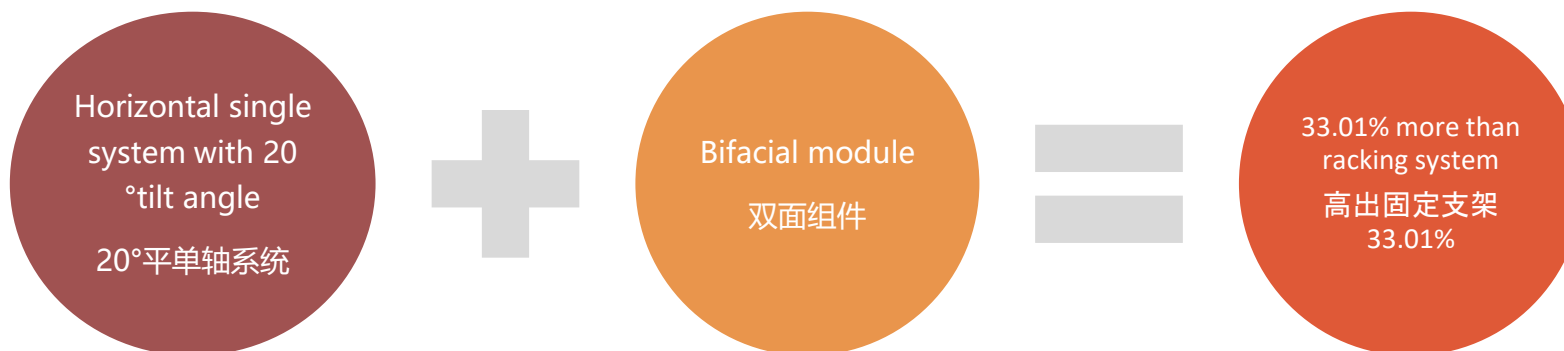 Horizontal single
system with 20
°tilt angle
20°平单轴系统
Bifacial module
双面组件
33.01% more than
racking system
高出固定支架
33.01%